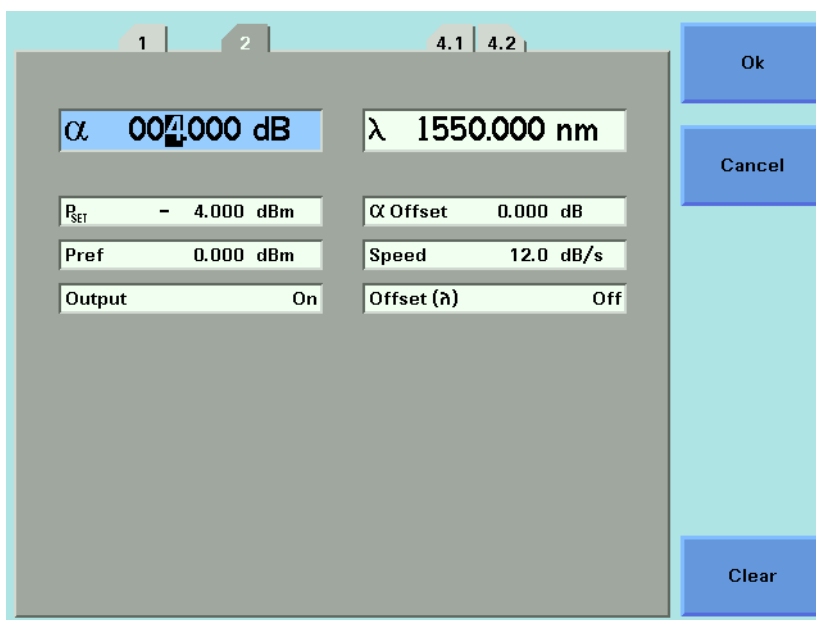 1 2 4.1 4.2
Ok
α 004.000 dB λ 1550.000 nm
Cancel
PSET - 4.000 dBm α Offset 0.000 dB
Pref 0.000 dBm Speed 12.0 dB/s
Output On Offset (λ) Off
Clear